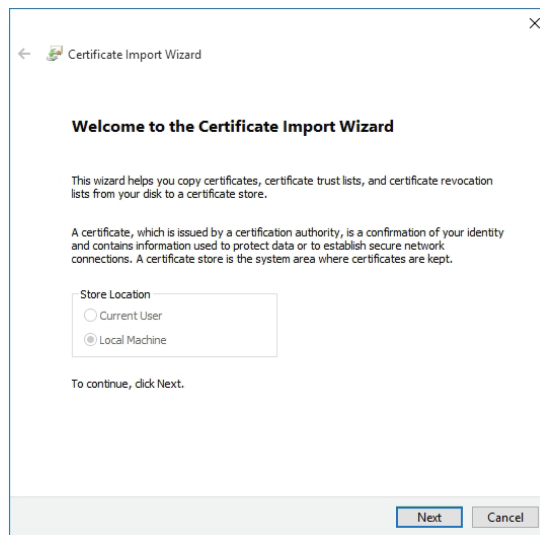 Certificate Import Wizard
Welcome to the Certificate Import Wizard
This wizard helps you copy certificates, certificate trust lists, and certificate revocation
lists from your disk to a certificate store.
A certificate, which is issued by a certification authority, is a confirmation of your identity
and contains information used to protect data or to establish secure network
connections. A certificate store is the system area where certificates are kept.
Store Location
Current User
Local Machine
To continue, click Next.
Next Cancel